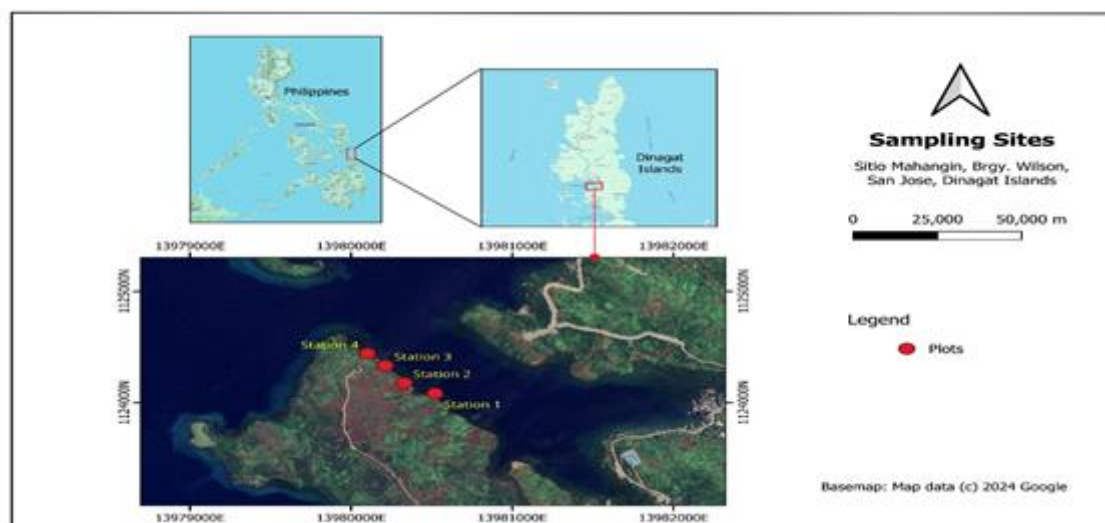 Philippines
Dinagat
Islands
Sampling Sites
Sitio Mahangin, Brgy. Wilson,
San Jose, Dinagat Islands
0 25,000 50,000 m
13979000E 13980000E 13981000E 13982000E
1125000N
1124000N
Station 4
Station 3
Station 2
Station 1
1125000N
1124000N
13979000E 13980000E 13981000E 13982000E
Legend
Plots
Basemap: Map data (c) 2024 Google